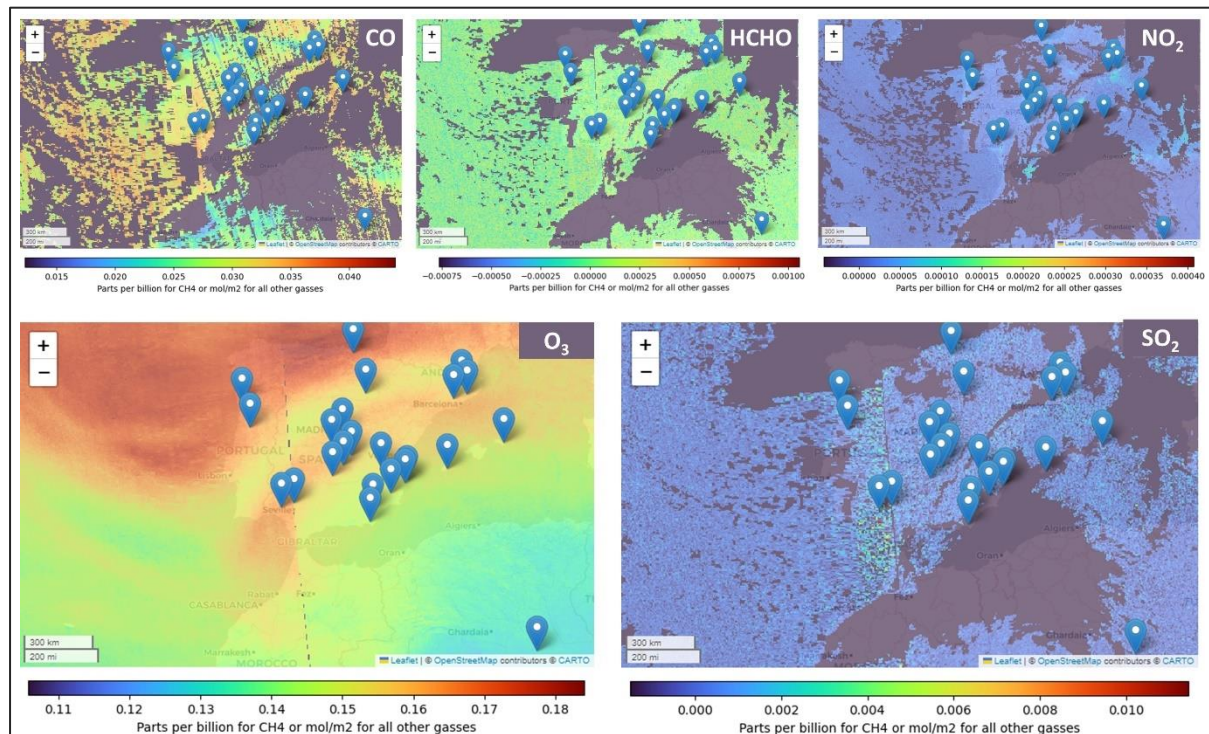 +
−
CO
300 km
200 mi
Leaflet | © OpenStreetMap contributors © CARTO
0.015 0.020 0.025 0.030 0.035 0.040
Parts per billion for CH4 or mol/m2 for all other gasses
+
−
HCHO
300 km
200 mi
Leaflet | © OpenStreetMap contributors © CARTO
−0.00075 −0.00050 −0.00025 0.00000 0.00025 0.00050 0.00075 0.00100
Parts per billion for CH4 or mol/m2 for all other gasses
+
−
NO2
300 km
200 mi
Leaflet | © OpenStreetMap contributors © CARTO
0.00000 0.00005 0.00010 0.00015 0.00020 0.00025 0.00030 0.00035 0.00040
Parts per billion for CH4 or mol/m2 for all other gasses
+
−
O3
Barcelona
PORTUGAL
Lisbon
Seville
GIBRALTAR
Algiers
Oran
Rabat
Fez
CASABLANCA
Ghardaia
Marrakesh
MOROCCO
300 km
200 mi
Leaflet | © OpenStreetMap contributors © CARTO
0.11 0.12 0.13 0.14 0.15 0.16 0.17 0.18
Parts per billion for CH4 or mol/m2 for all other gasses
+
−
SO2
Algiers
Oran
Ghardaia
300 km
200 mi
Leaflet | © OpenStreetMap contributors © CARTO
0.000 0.002 0.004 0.006 0.008 0.010
Parts per billion for CH4 or mol/m2 for all other gasses